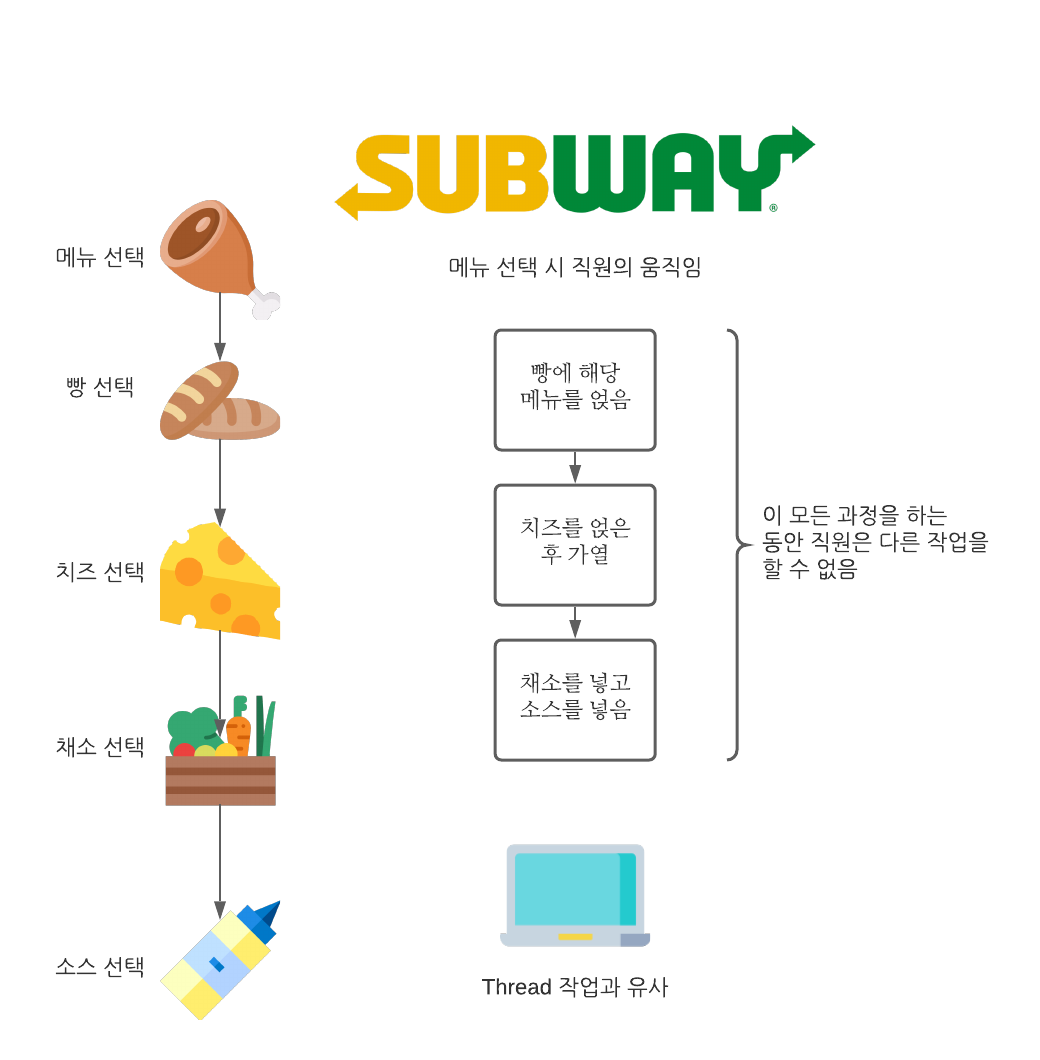 SUBWAY®
메뉴 선택
빵 선택
치즈 선택
채소 선택
소스 선택
메뉴 선택 시 직원의 움직임
빵에 해당
메뉴를 얹음
치즈를 얹은
후 가열
채소를 넣고
소스를 넣음
이 모든 과정을 하는
동안 직원은 다른 작업을
할 수 없음
Thread 작업과 유사